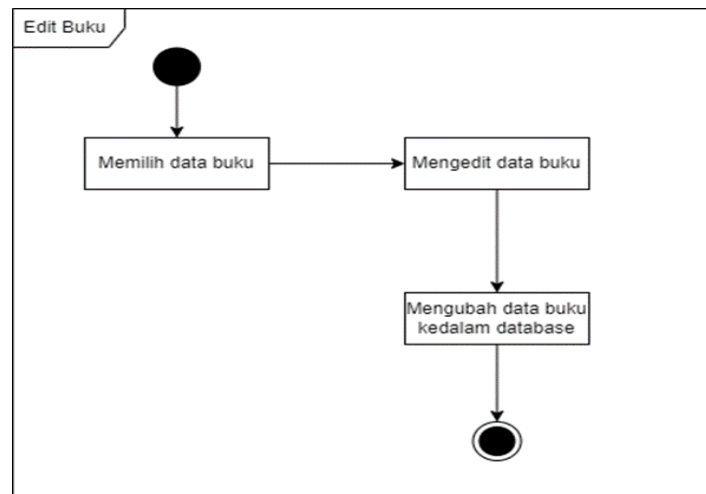 Edit Buku
Memilih data buku
Mengedit data buku
Mengubah data buku
kedalam database